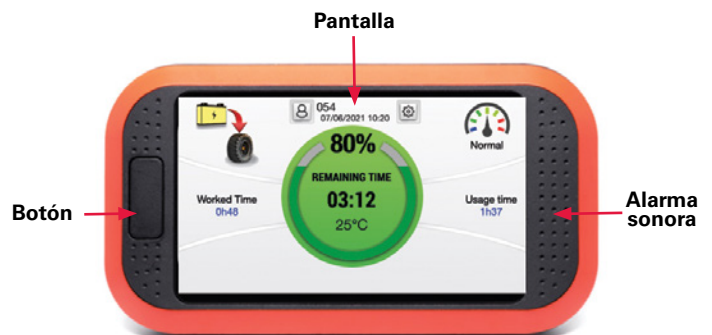 Pantalla
054
07/06/2021 10:20
80%
Normal
REMAINING TIME
03:12
25°C
Worked Time
0h48
Usage time
1h37
Botón
Alarma
sonora